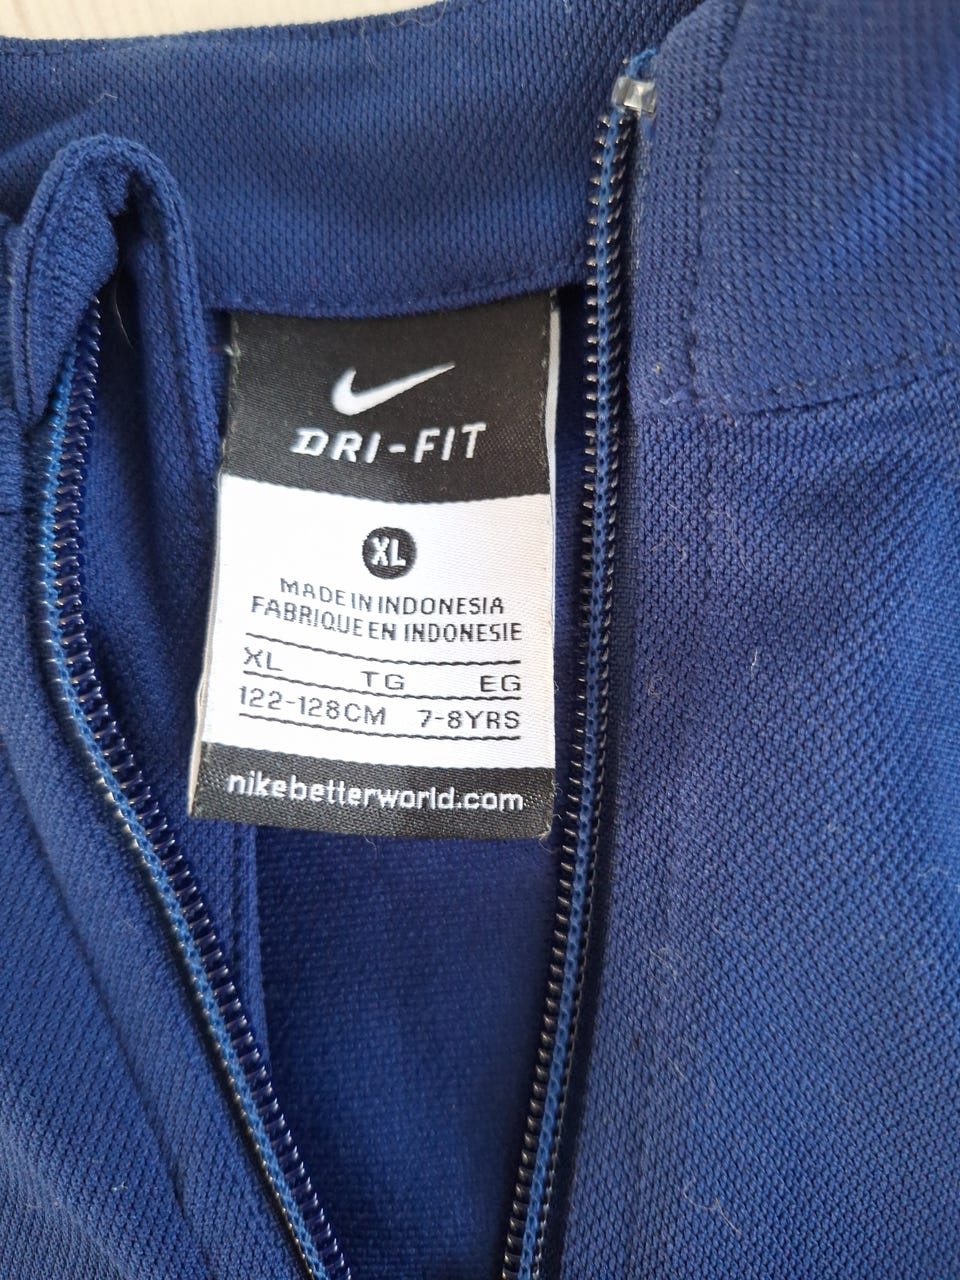 DRI-FIT
XL
MADE IN INDONESIA
FABRIQUE EN INDONESIE
XL TG EG
122-128CM 7-8YRS
nikebetterworld.com